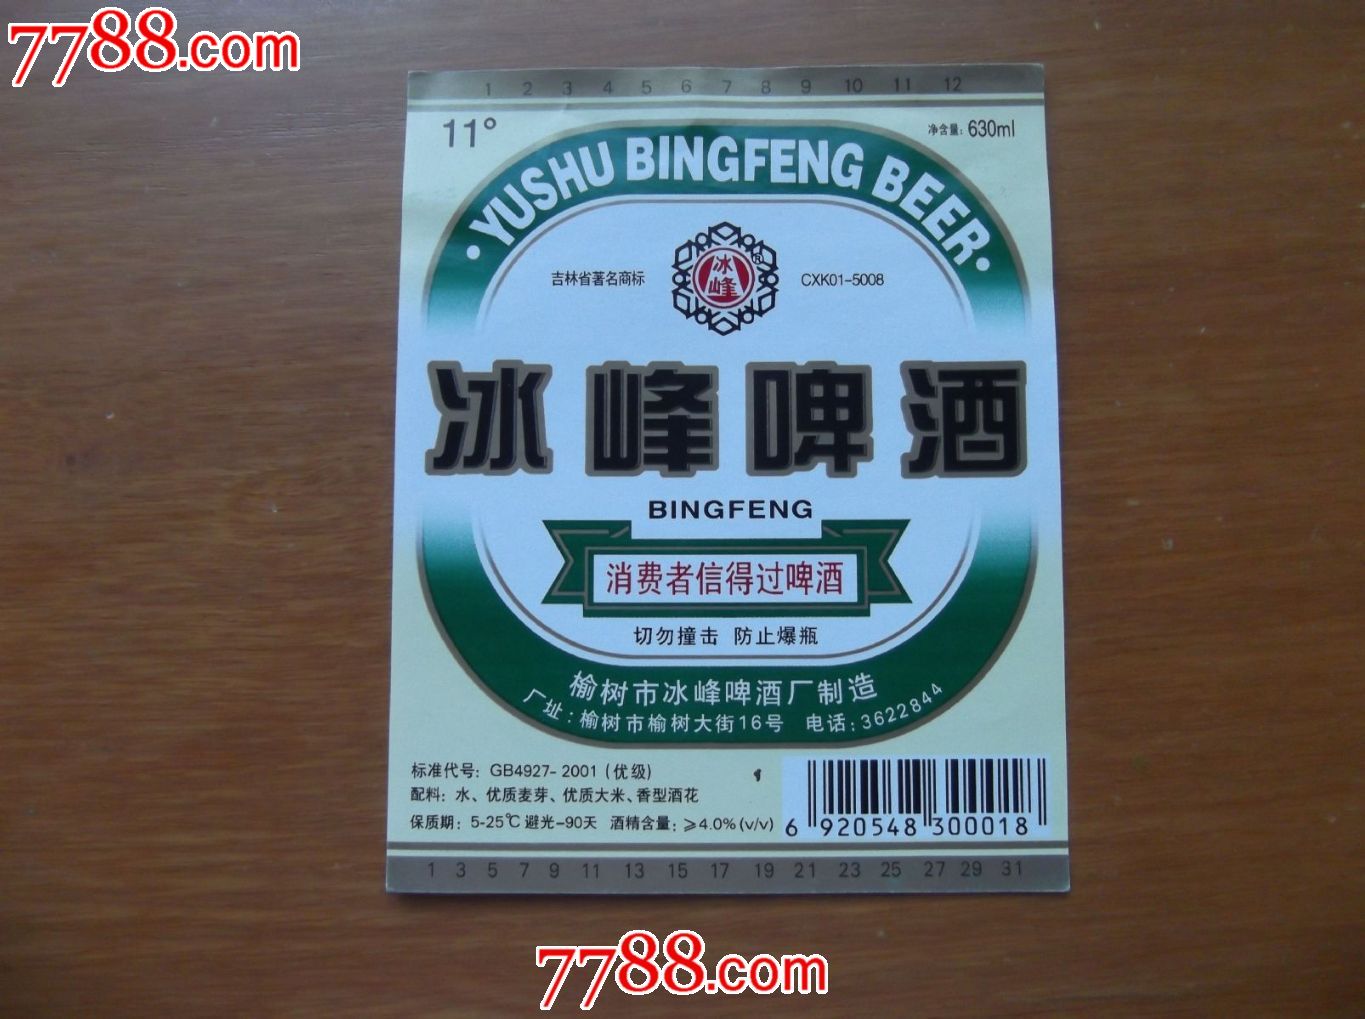 7788.com
1 2 3 4 5 6 7 8 9 10 11 12
11°
净含量: 630ml
·YUSHU BINGFENG BEER·
吉林省著名商标
冰峰®
CXK01-5008
冰峰啤酒
BINGFENG
消费者信得过啤酒
切勿撞击 防止爆瓶
榆树市冰峰啤酒厂制造
厂址:榆树市榆树大街16号 电话:3622844
标准代号: GB4927-2001 (优级)
配料: 水、优质麦芽、优质大米、香型酒花
保质期: 5-25℃ 避光-90天 酒精含量: ≥4.0% (v/v)
6 920548 300018
1 3 5 7 9 11 13 15 17 19 21 23 25 27 29 31
7788.com